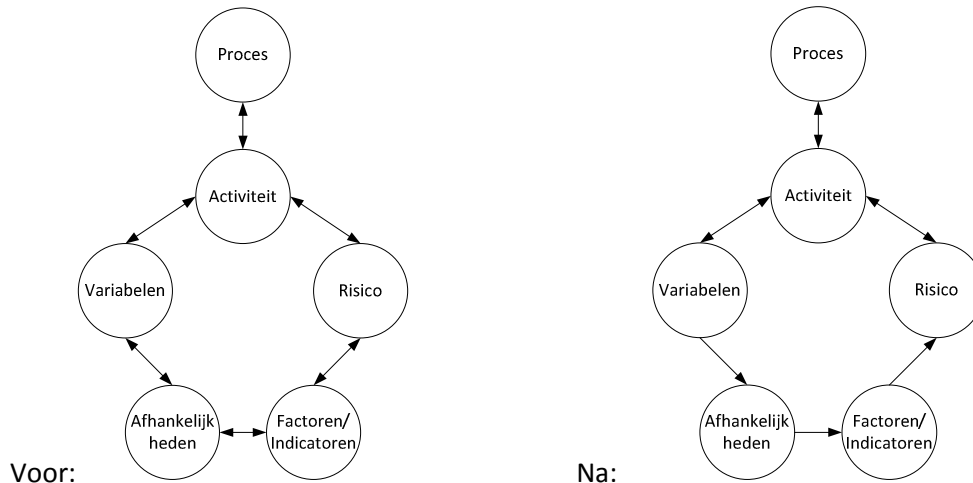 Proces
Activiteit
Variabelen
Risico
Afhankelijk
heden
Factoren/
Indicatoren
Voor:
Proces
Activiteit
Variabelen
Risico
Afhankelijk
heden
Factoren/
Indicatoren
Na: